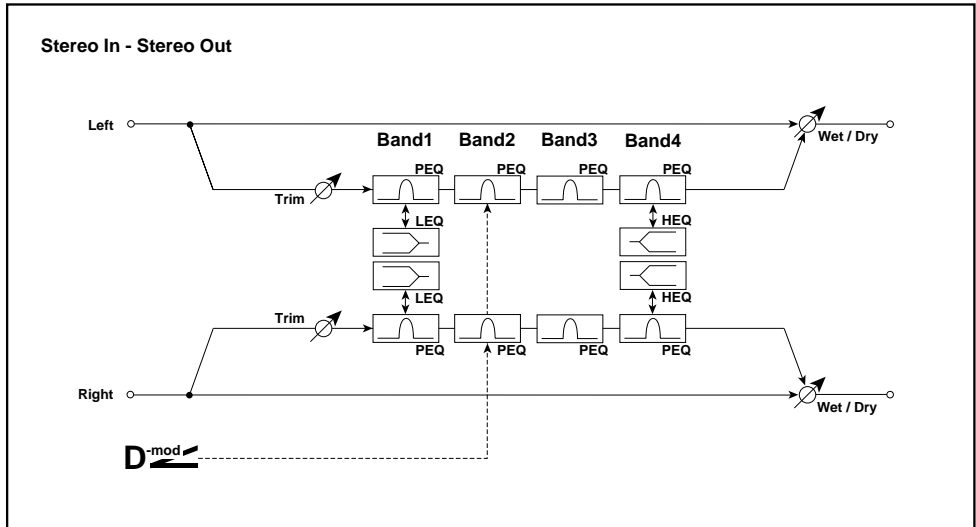 Stereo In - Stereo Out
Left
Band1 Band2 Band3 Band4
Wet / Dry
PEQ PEQ PEQ PEQ
Trim
LEQ HEQ
LEQ HEQ
Trim
PEQ PEQ PEQ PEQ
Right
Wet / Dry
D-mod